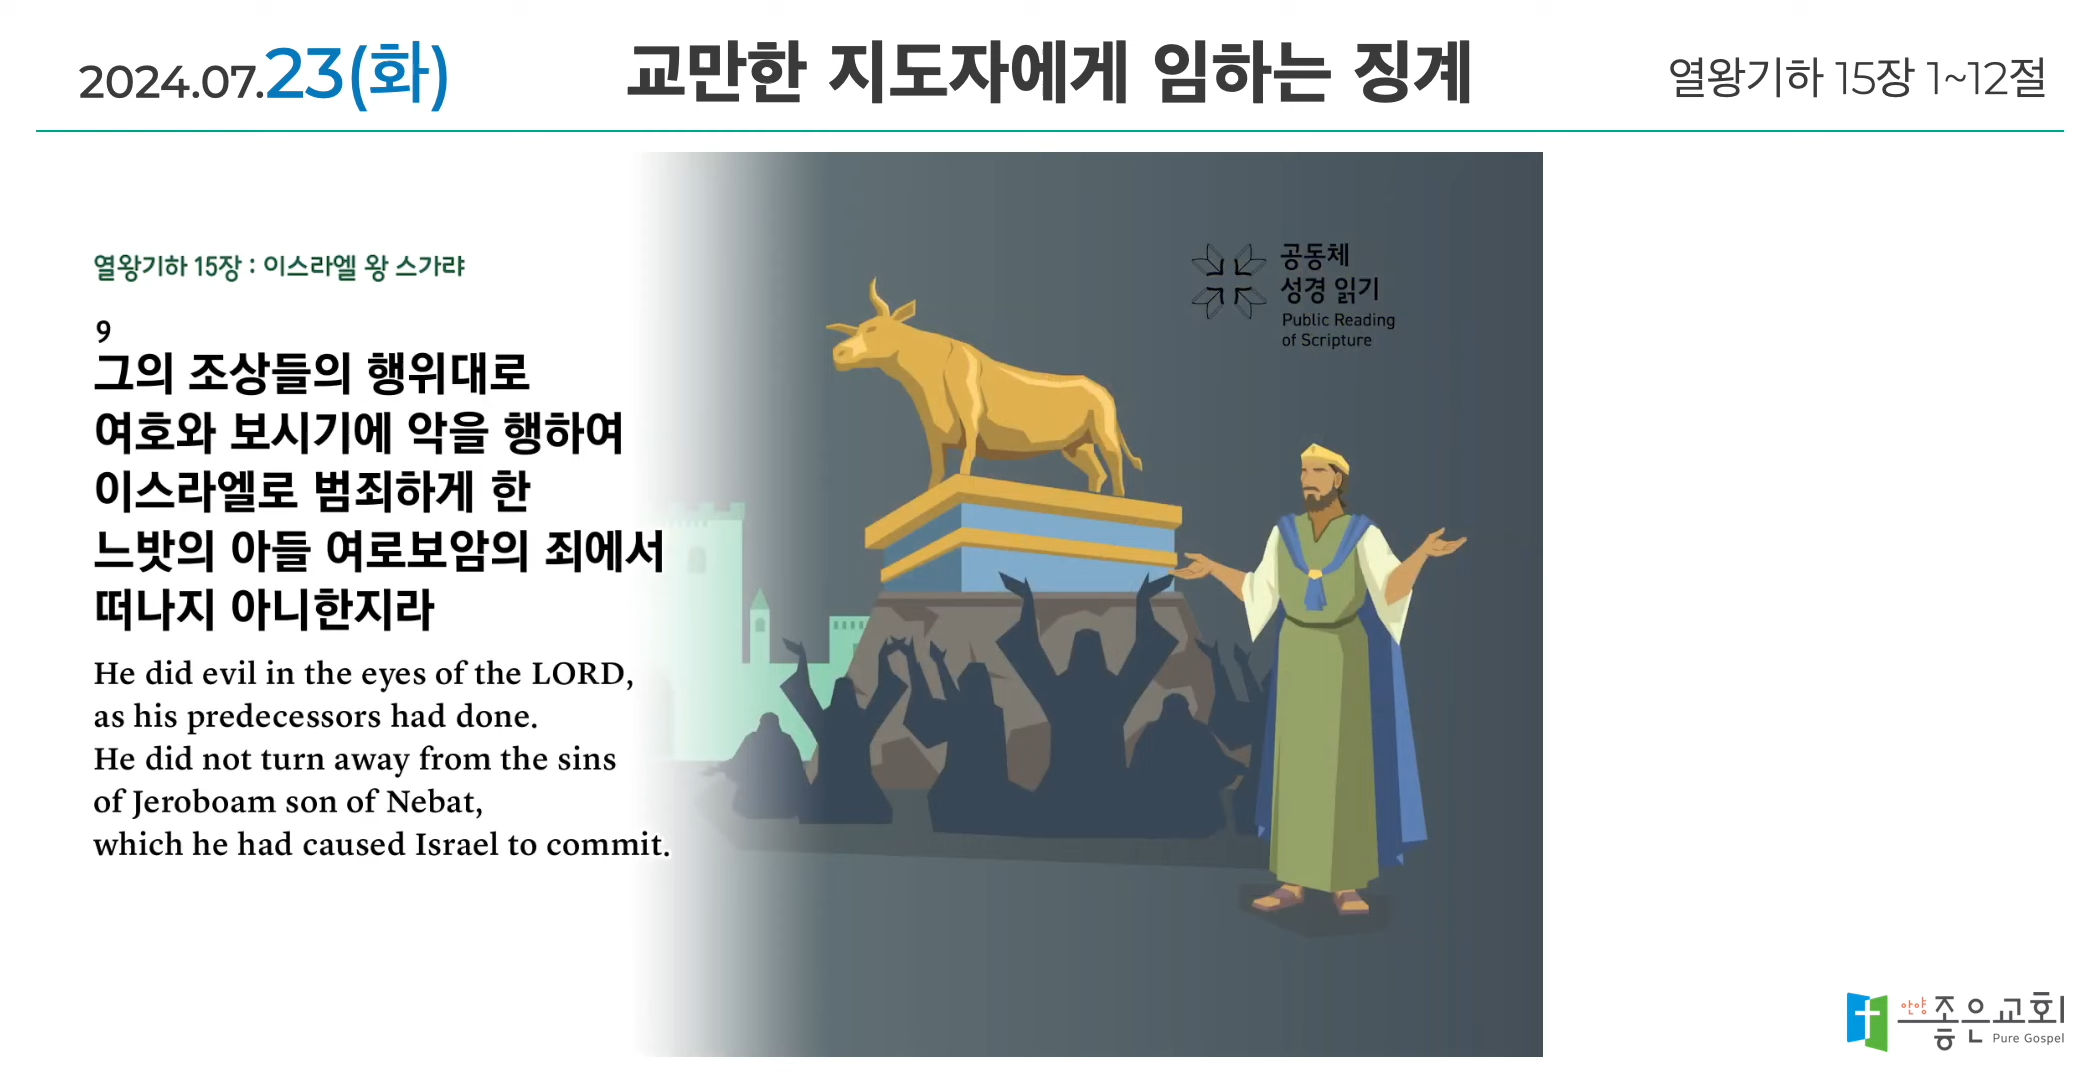 2024.07.23(화)
교만한 지도자에게 임하는 징계
열왕기하 15장 1~12절
열왕기하 15장 : 이스라엘 왕 스가랴
9
그의 조상들의 행위대로
여호와 보시기에 악을 행하여
이스라엘로 범죄하게 한
느밧의 아들 여로보암의 죄에서
떠나지 아니한지라
He did evil in the eyes of the LORD,
as his predecessors had done.
He did not turn away from the sins
of Jeroboam son of Nebat,
which he had caused Israel to commit.
공동체
성경 읽기
Public Reading
of Scripture
안양 좋은교회
Pure Gospel